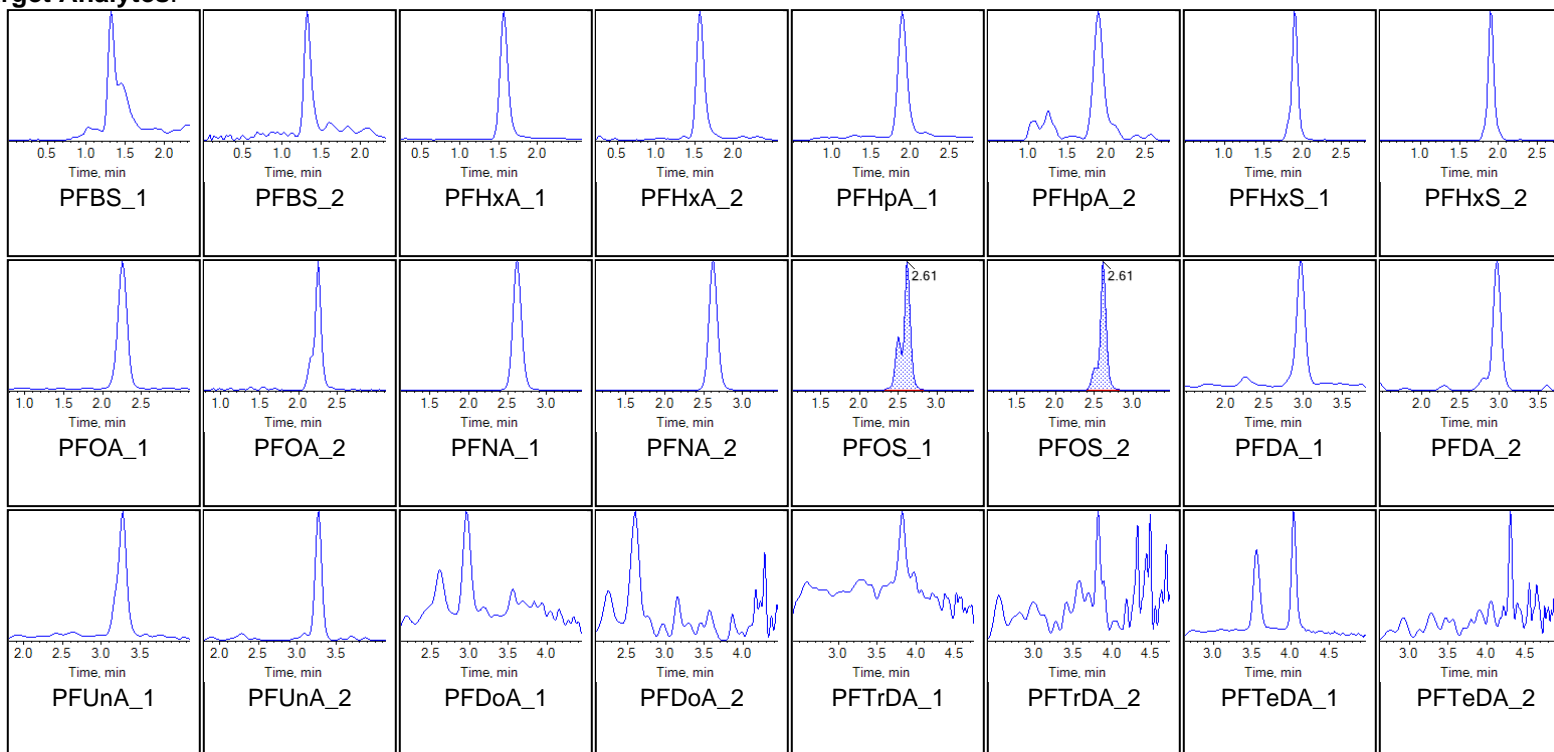 rget Analytes:
0.5 1.0 1.5 2.0 0.5 1.0 1.5 2.0 0.5 1.0 1.5 2.0 0.5 1.0 1.5 2.0 1.0 1.5 2.0 2.5 1.0 1.5 2.0 2.5 1.0 1.5 2.0 2.5 1.0 1.5 2.0 2.5
Time, min Time, min Time, min Time, min Time, min Time, min Time, min Time, min
PFBS_1 PFBS_2 PFHxA_1 PFHxA_2 PFHpA_1 PFHpA_2 PFHxS_1 PFHxS_2
2.61 2.61
1.0 1.5 2.0 2.5 1.0 1.5 2.0 2.5 1.5 2.0 2.5 3.0 1.5 2.0 2.5 3.0 1.5 2.0 2.5 3.0 1.5 2.0 2.5 3.0 2.0 2.5 3.0 3.5 2.0 2.5 3.0 3.5
Time, min Time, min Time, min Time, min Time, min Time, min Time, min Time, min
PFOA_1 PFOA_2 PFNA_1 PFNA_2 PFOS_1 PFOS_2 PFDA_1 PFDA_2
2.0 2.5 3.0 3.5 2.0 2.5 3.0 3.5 2.5 3.0 3.5 4.0 2.5 3.0 3.5 4.0 3.0 3.5 4.0 4.5 3.0 3.5 4.0 4.5 3.0 3.5 4.0 4.5 3.0 3.5 4.0 4.5
Time, min Time, min Time, min Time, min Time, min Time, min Time, min Time, min
PFUnA_1 PFUnA_2 PFDoA_1 PFDoA_2 PFTrDA_1 PFTrDA_2 PFTeDA_1 PFTeDA_2